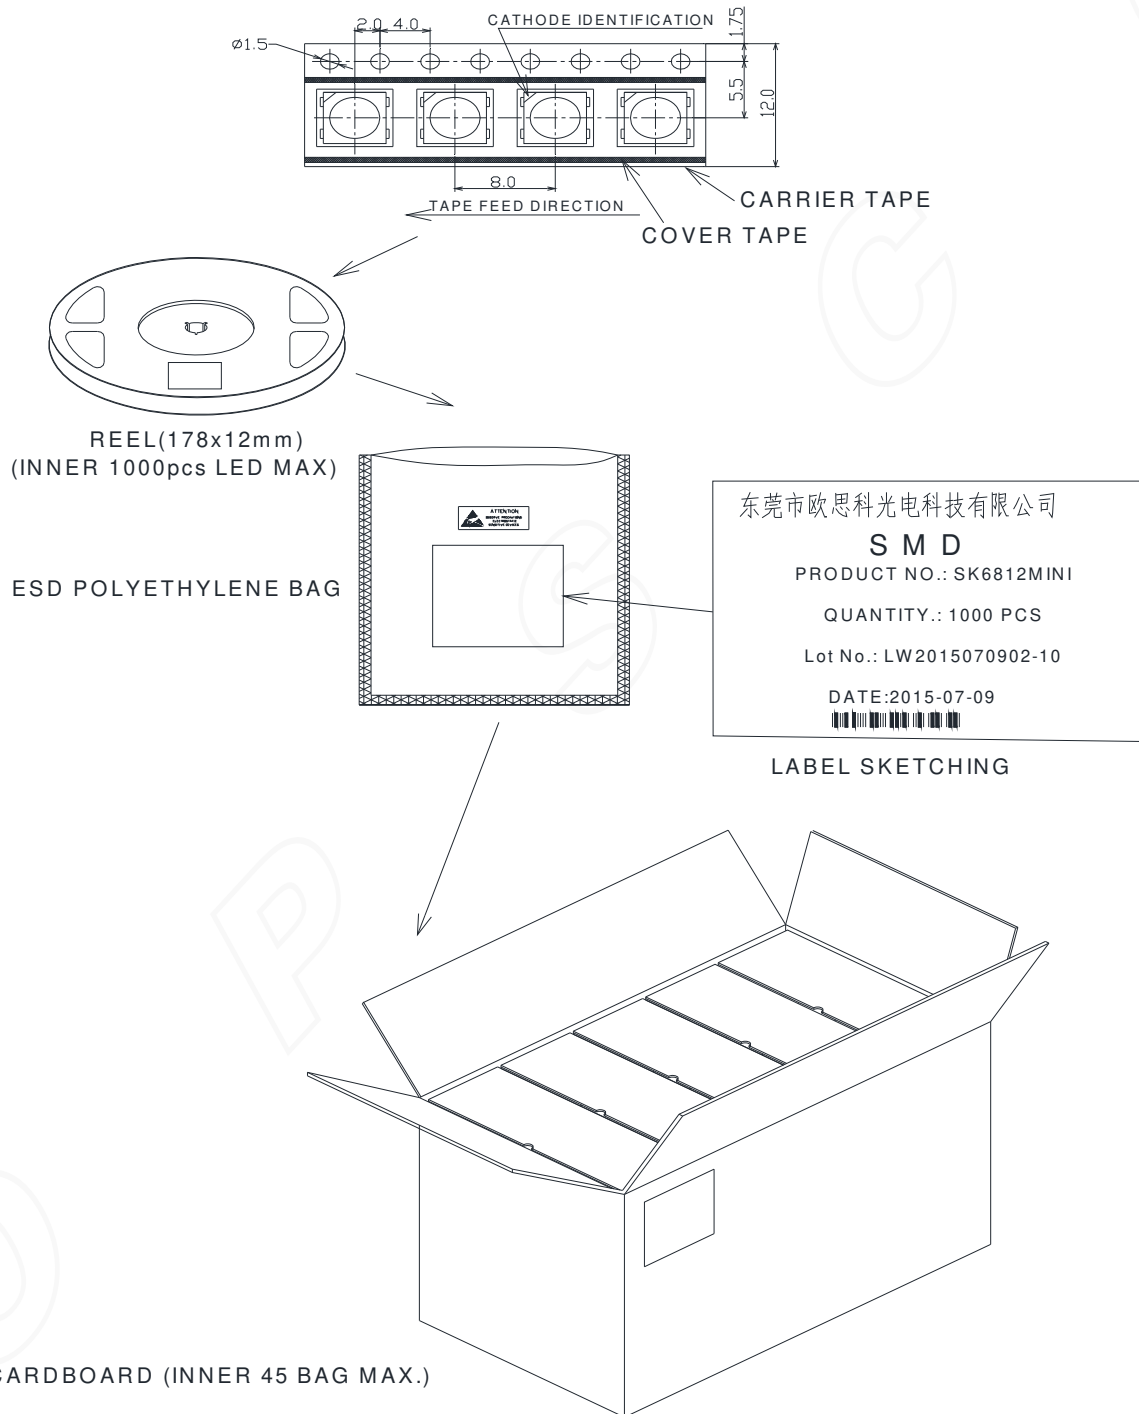 2.0 4.0
CATHODE IDENTIFICATION
1.75
ø1.5
5.5
12.0
8.0
TAPE FEED DIRECTION
CARRIER TAPE
COVER TAPE
REEL(178x12mm)
(INNER 1000pcs LED MAX)
ATTENTION
ESD POLYETHYLENE BAG
东莞市欧思科光电科技有限公司
SMD
PRODUCT NO.: SK6812MINI
QUANTITY.: 1000 PCS
Lot No.: LW2015070902-10
DATE:2015-07-09
LABEL SKETCHING
CARDBOARD (INNER 45 BAG MAX.)
O P S C